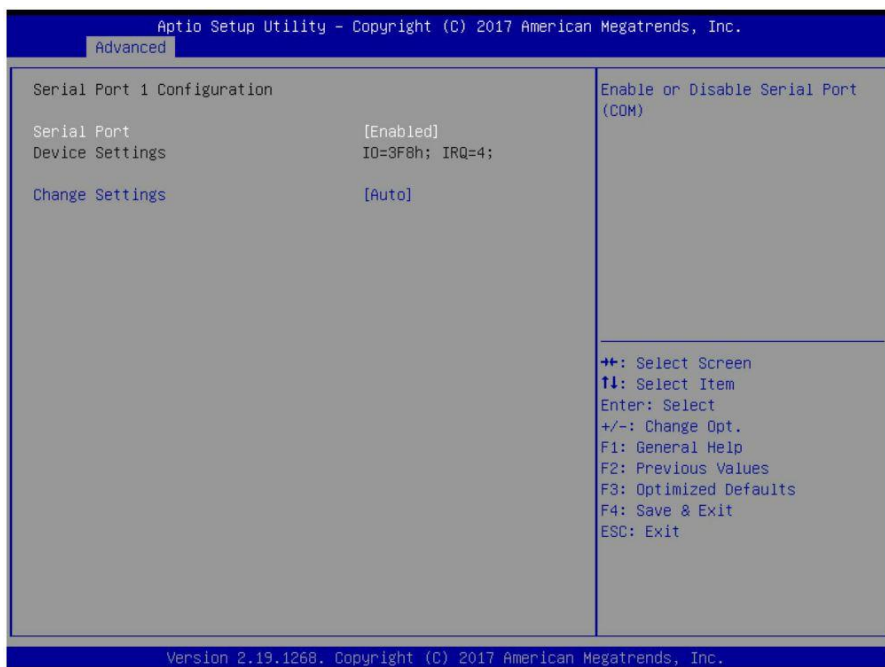 Aptio Setup Utility – Copyright (C) 2017 American Megatrends, Inc.
Advanced
Serial Port 1 Configuration
Serial Port [Enabled]
Device Settings IO=3F8h; IRQ=4;
Change Settings [Auto]
Enable or Disable Serial Port
(COM)
→←: Select Screen
↑↓: Select Item
Enter: Select
+/-: Change Opt.
F1: General Help
F2: Previous Values
F3: Optimized Defaults
F4: Save & Exit
ESC: Exit
Version 2.19.1268. Copyright (C) 2017 American Megatrends, Inc.